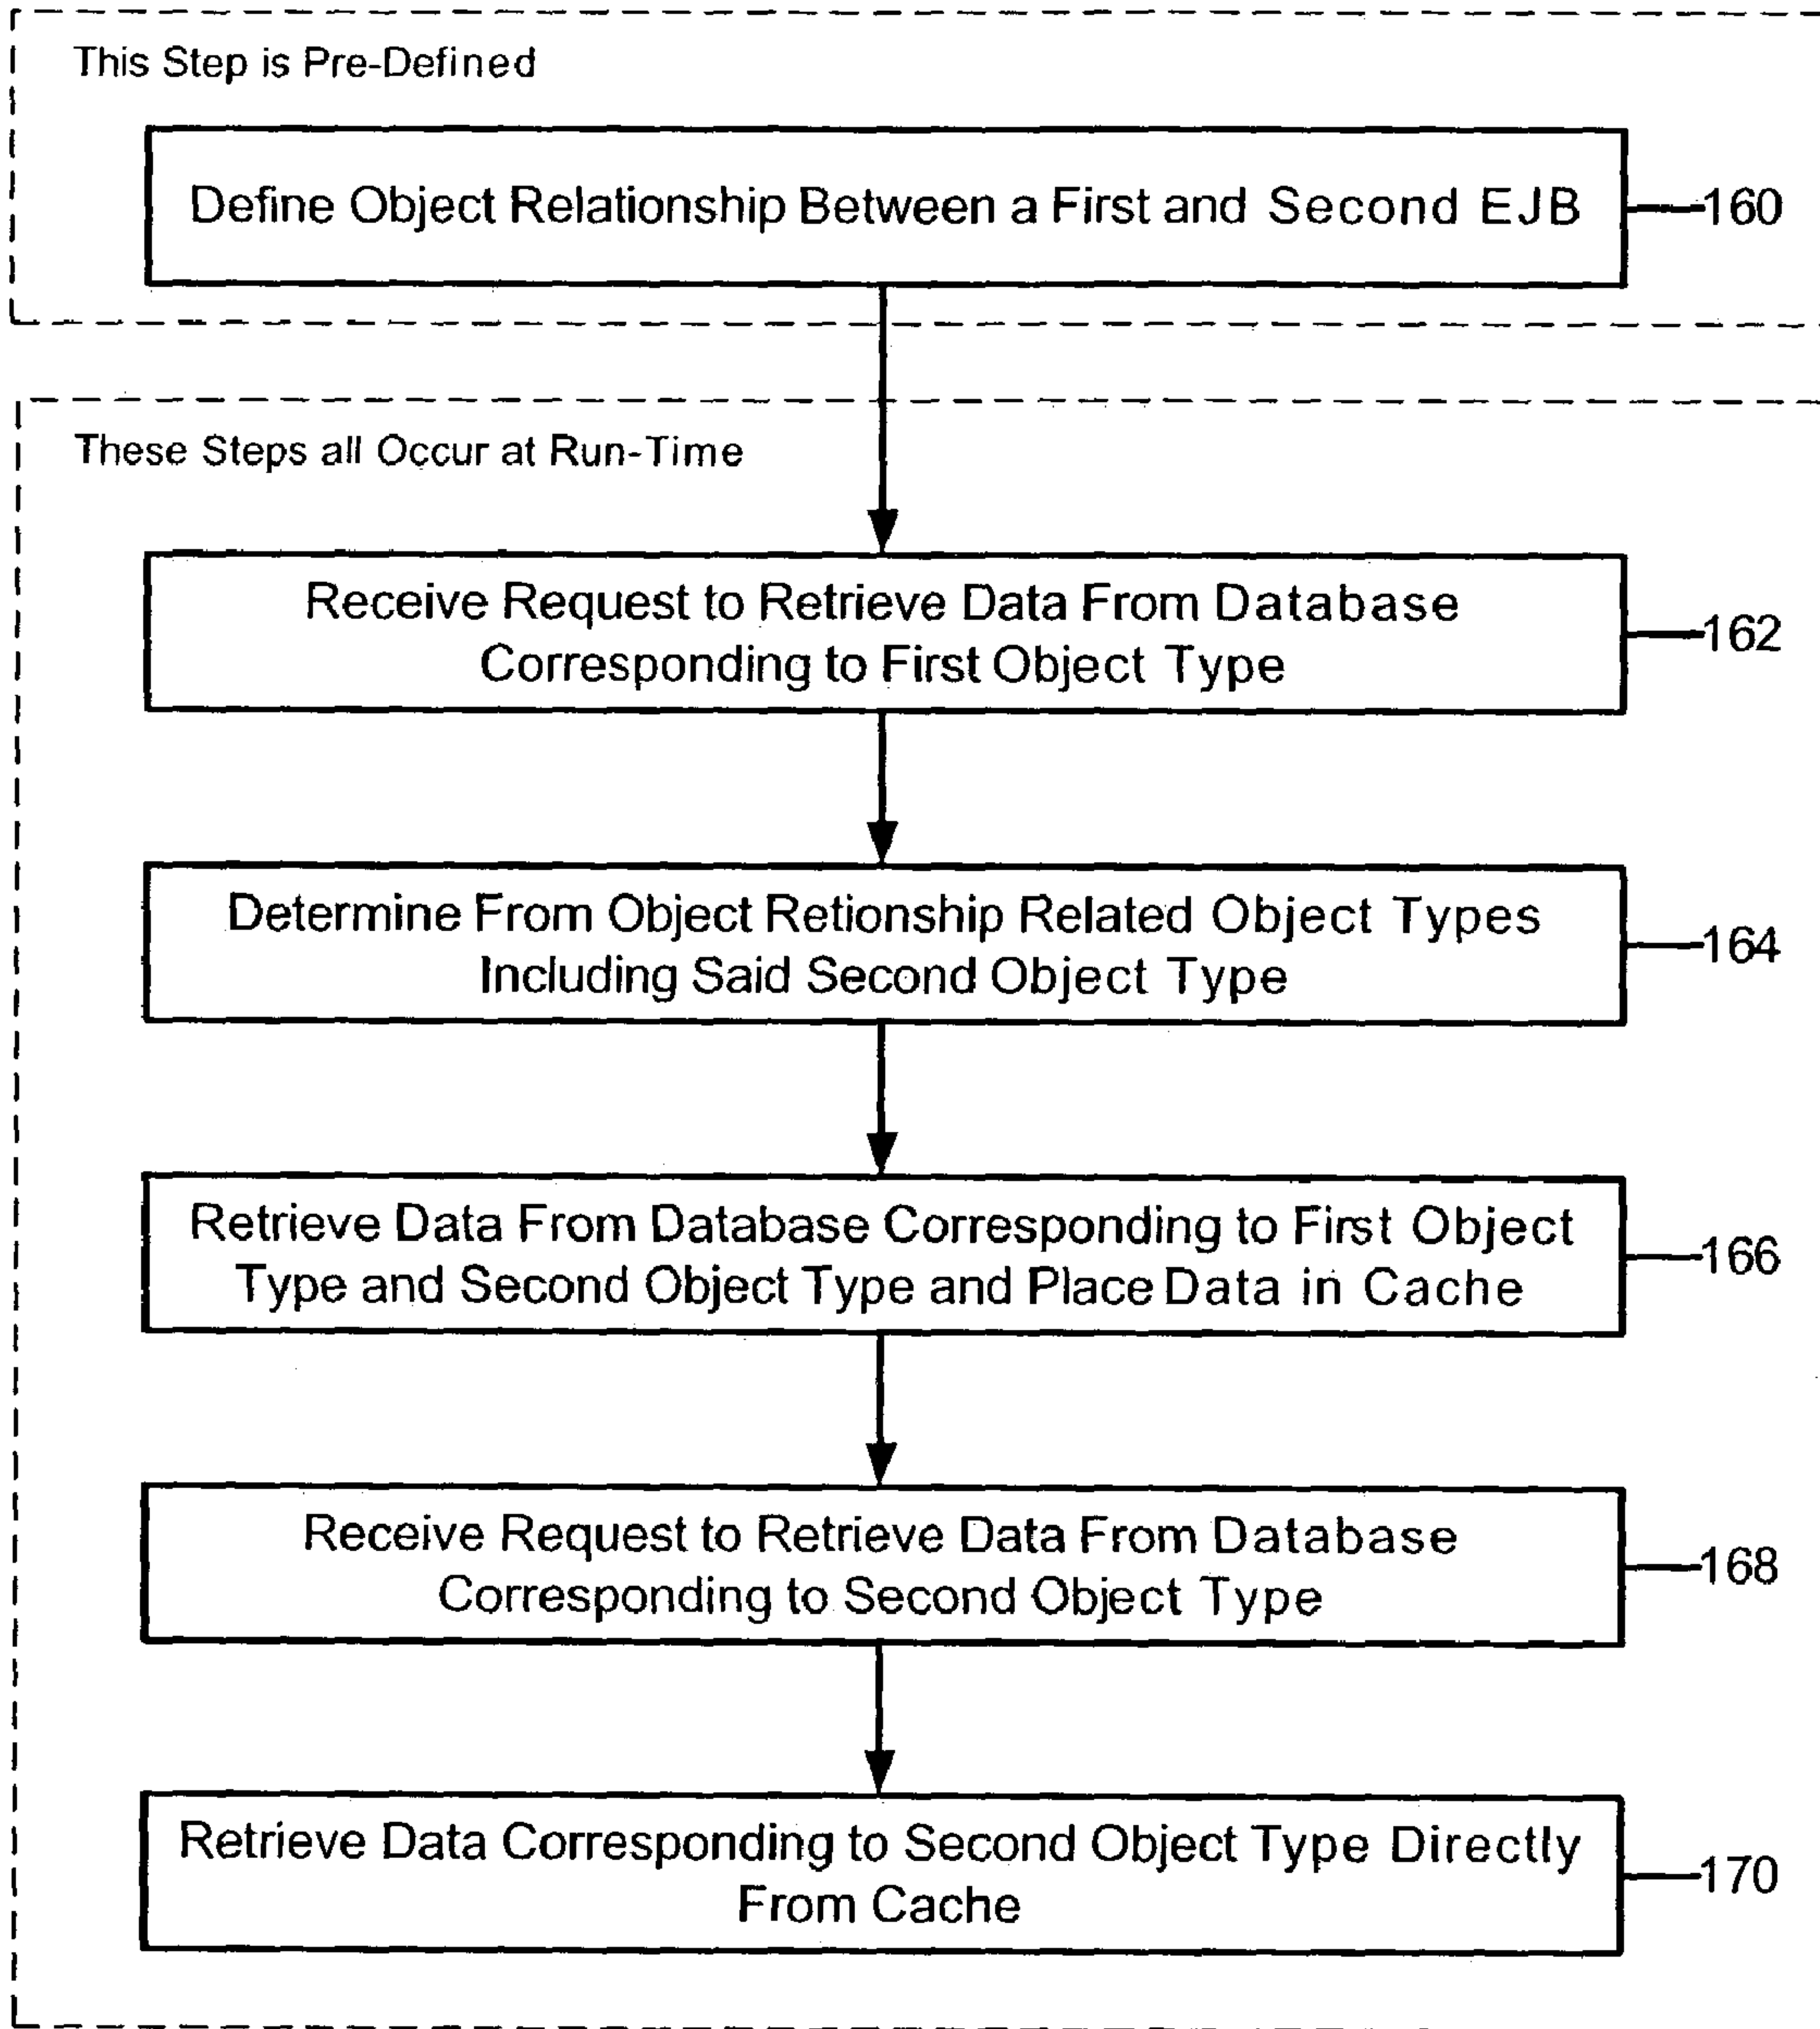 This Step is Pre-Defined
Define Object Relationship Between a First and Second EJB
160
These Steps all Occur at Run-Time
Receive Request to Retrieve Data From Database
Corresponding to First Object Type
162
Determine From Object Retionship Related Object Types
Including Said Second Object Type
164
Retrieve Data From Database Corresponding to First Object
Type and Second Object Type and Place Data in Cache
166
Receive Request to Retrieve Data From Database
Corresponding to Second Object Type
168
Retrieve Data Corresponding to Second Object Type Directly
From Cache
170